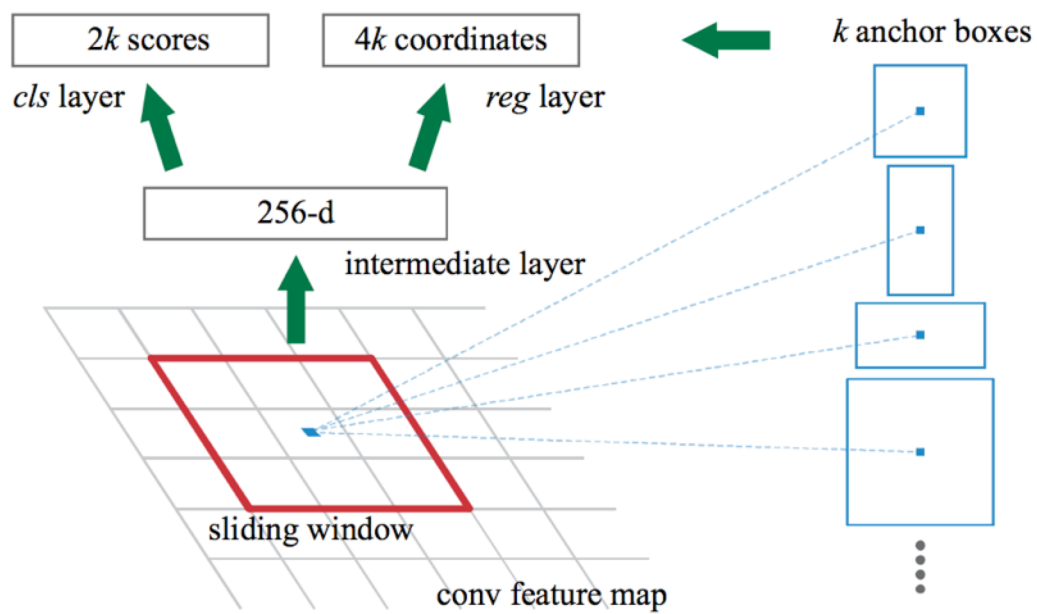 2k scores
4k coordinates
k anchor boxes
cls layer
reg layer
256-d
intermediate layer
sliding window
conv feature map